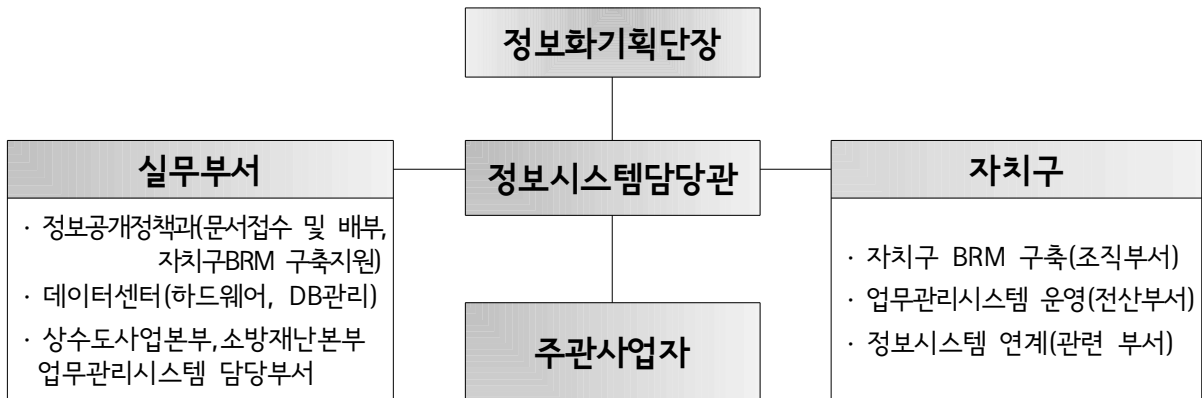 정보화기획단장
실무부서
· 정보공개정책과(문서접수 및 배부,
자치구BRM 구축지원)
· 데이터센터(하드웨어, DB관리)
· 상수도사업본부,소방재난본부
업무관리시스템 담당부서
정보시스템담당관
주관사업자
자치구
· 자치구 BRM 구축(조직부서)
· 업무관리시스템 운영(전산부서)
· 정보시스템 연계(관련 부서)